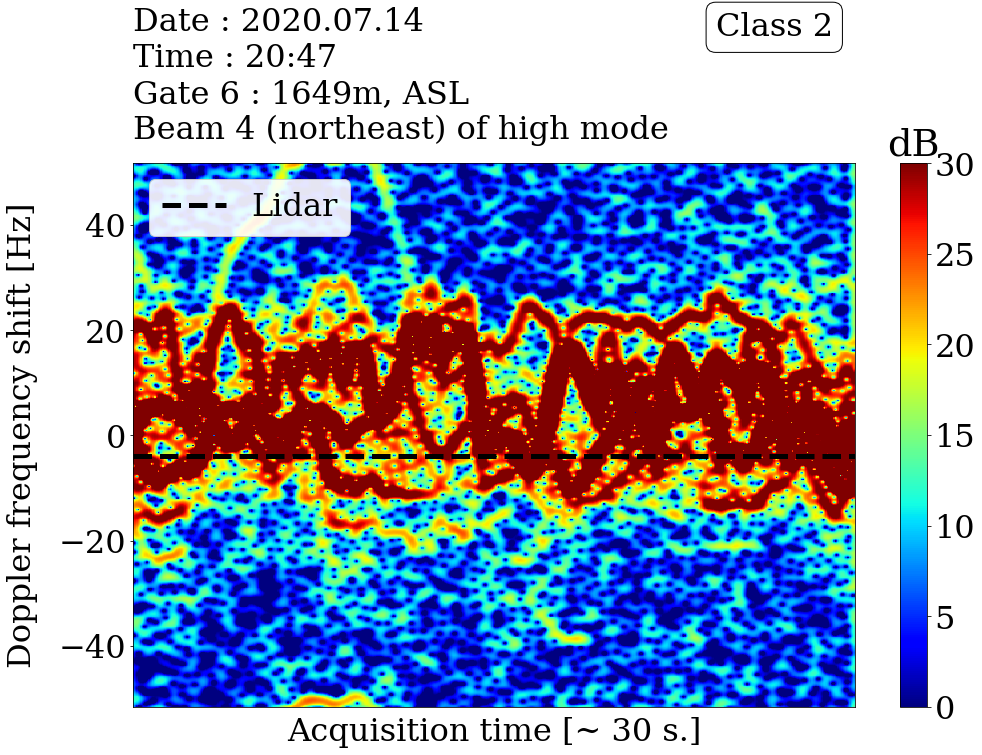 Date : 2020.07.14
Time : 20:47
Gate 6 : 1649m, ASL
Beam 4 (northeast) of high mode
Class 2
dB
Lidar
Doppler frequency shift [Hz]
40
20
0
−20
−40
Acquisition time [~ 30 s.]
30
25
20
15
10
5
0